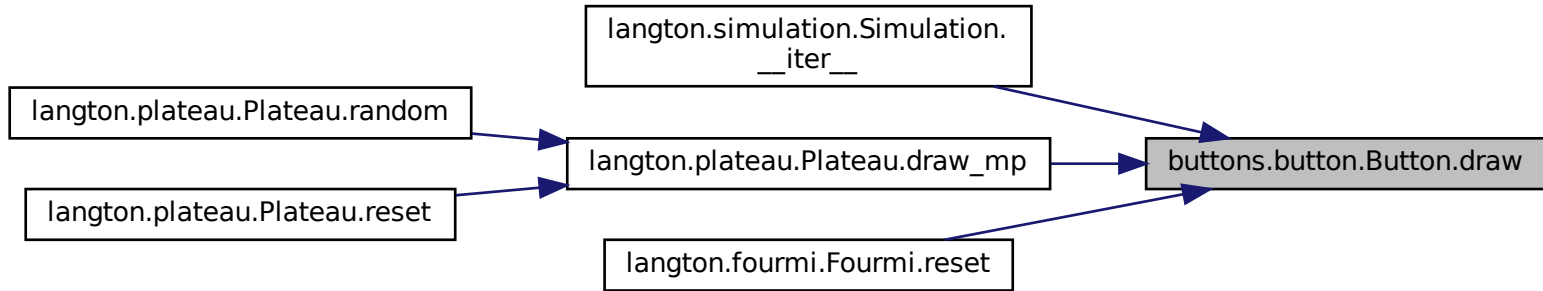 langton.simulation.Simulation.
__iter__
langton.plateau.Plateau.random
langton.plateau.Plateau.draw_mp
buttons.button.Button.draw
langton.plateau.Plateau.reset
langton.fourmi.Fourmi.reset